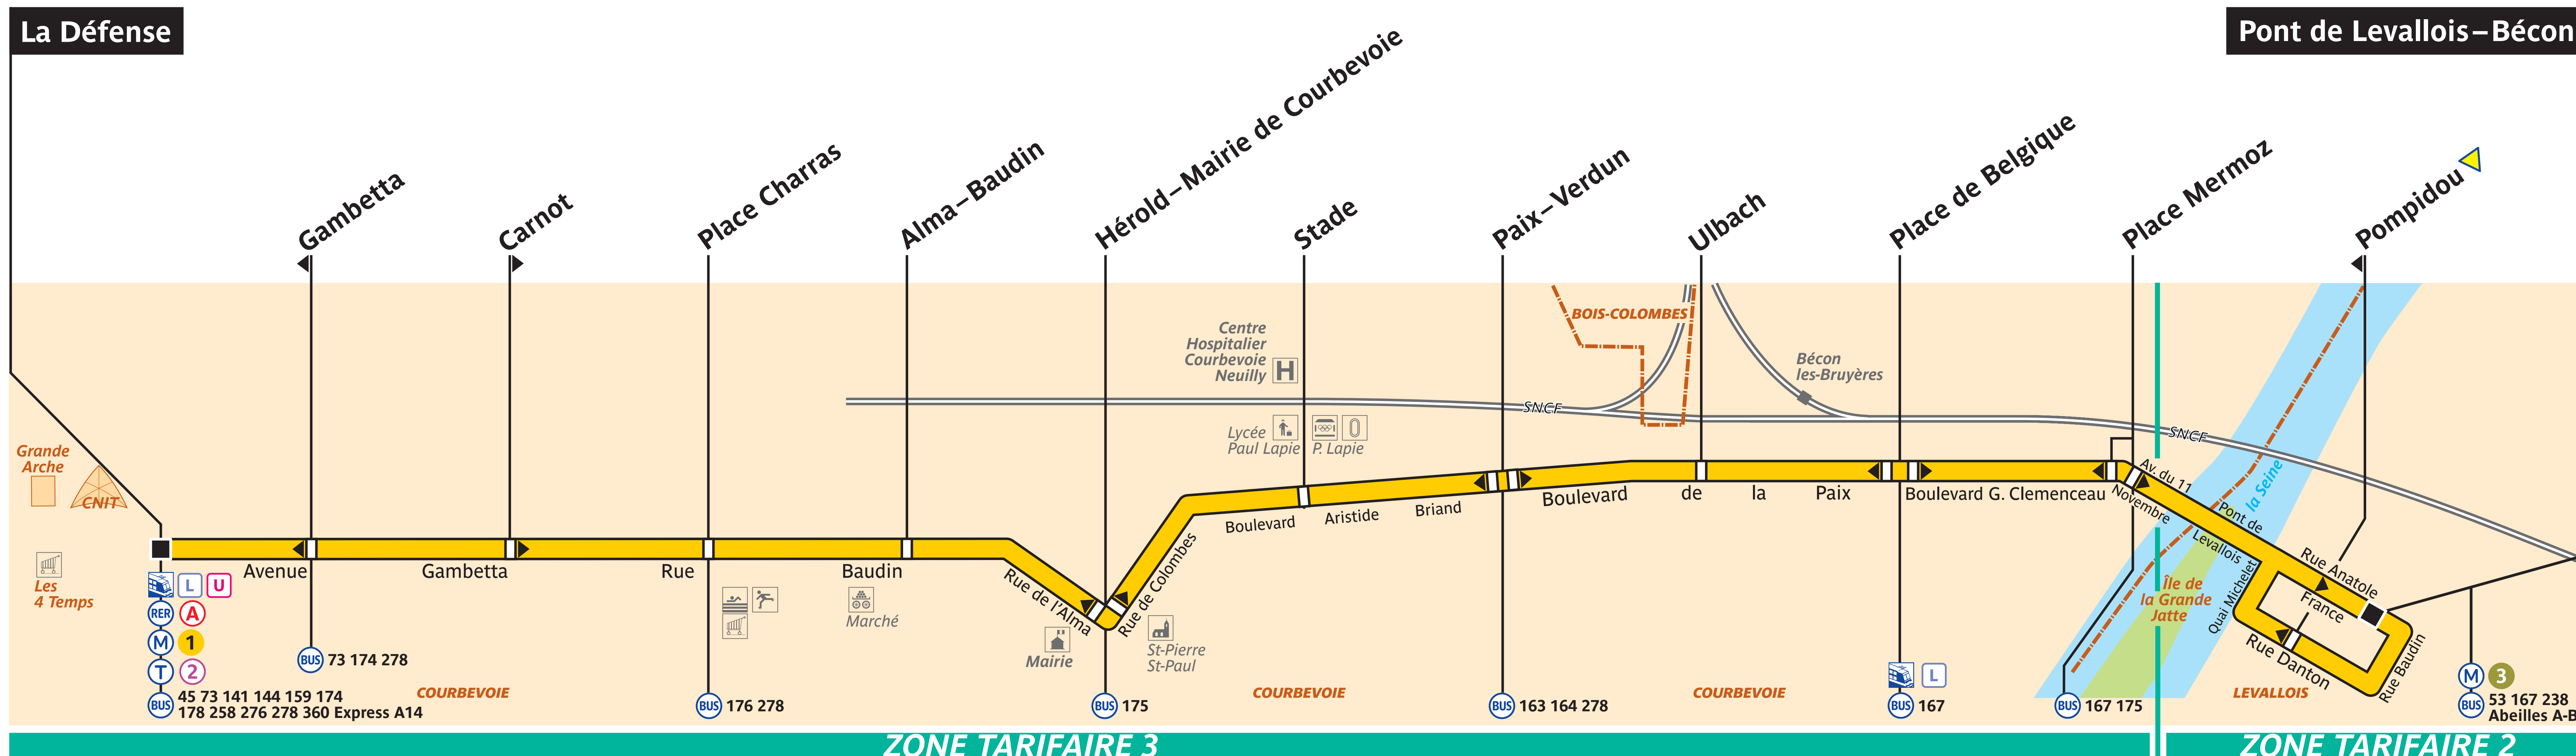 La Défense
Pont de Levallois–Bécon
Gambetta
Carnot
Place Charras
Alma–Baudin
Hérold–Mairie de Courbevoie
Stade
Paix–Verdun
Ulbach
Place de Belgique
Place Mermoz
Pompidou
BOIS-COLOMBES
Centre
Hospitalier
Courbevoie
Neuilly
H
Bécon
les-Bruyères
SNCF
SNCF
Lycée
Paul Lapie
P. Lapie
Grande
Arche
CNIT
Les
4 Temps
Avenue
Gambetta
Rue
Baudin
Rue de l'Alma
Rue de Colombes
Boulevard
Aristide
Briand
Boulevard
de
la
Paix
Boulevard G. Clemenceau
Av. du 11
Novembre
Pont de
Levallois
la Seine
Île de
la Grande
Jatte
Quai Michelet
Rue Anatole
France
Rue Danton
Rue Baudin
Marché
Mairie
St-Pierre
St-Paul
L U
RER A
M 1
T 2
BUS 45 73 141 144 159 174
178 258 276 278 360 Express A14
BUS 73 174 278
BUS 176 278
BUS 175
BUS 163 164 278
L
BUS 167
BUS 167 175
M 3
BUS 53 167 238
Abeilles A-B
COURBEVOIE
COURBEVOIE
COURBEVOIE
LEVALLOIS
ZONE TARIFAIRE 3
ZONE TARIFAIRE 2